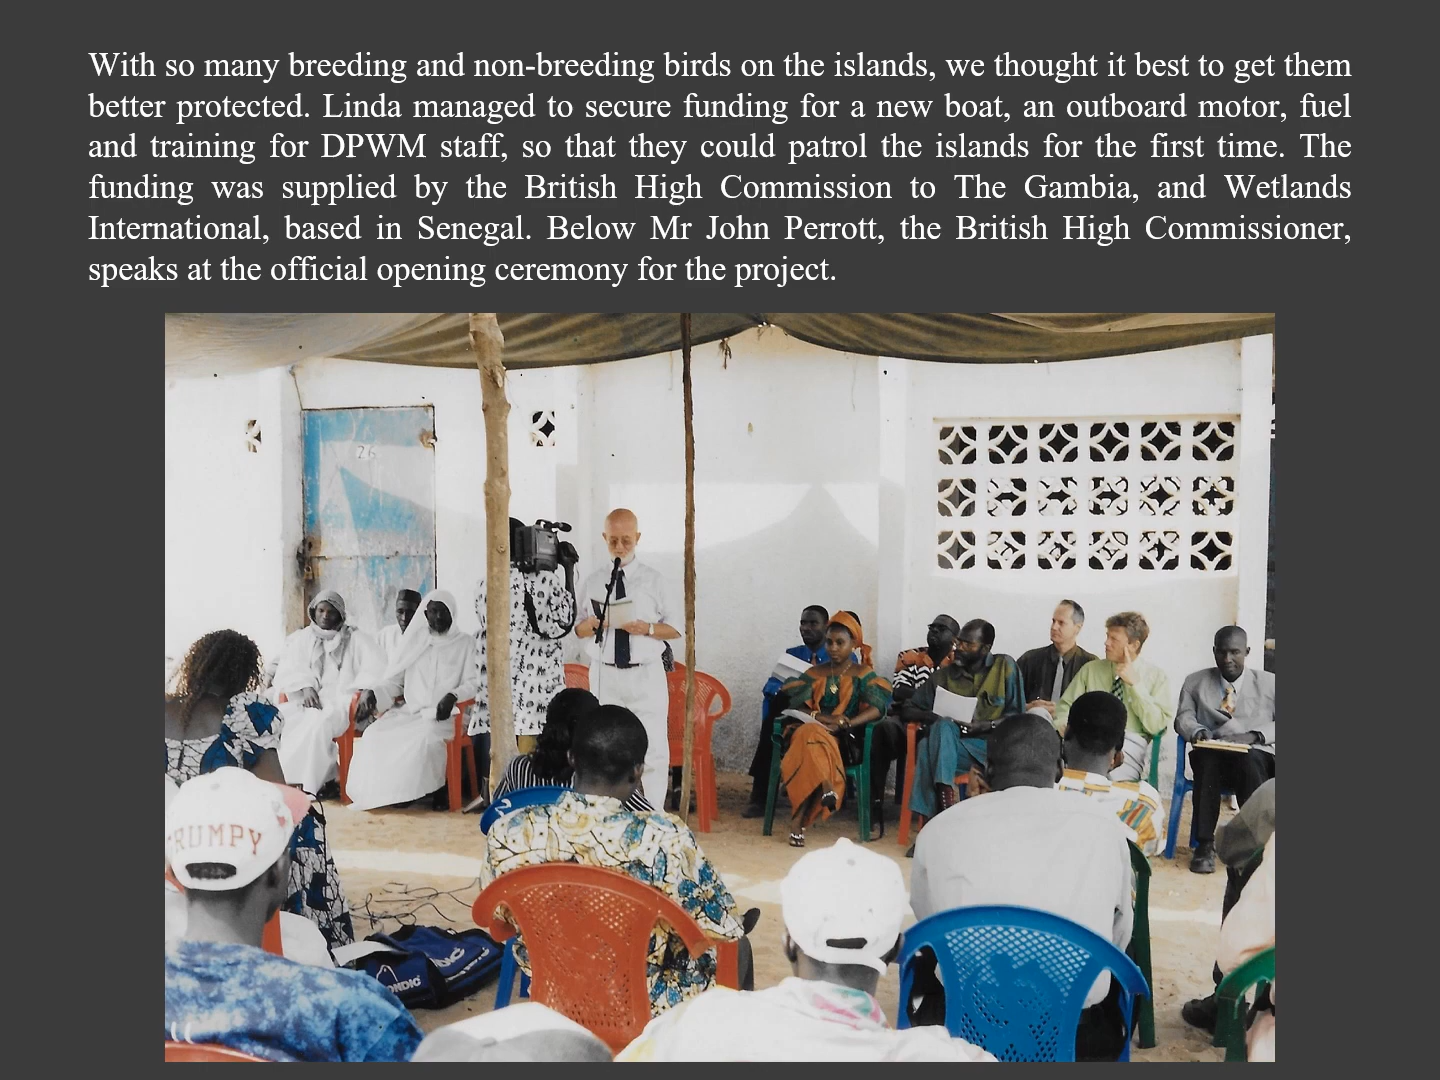 With so many breeding and non-breeding birds on the islands, we thought it best to get them
better protected. Linda managed to secure funding for a new boat, an outboard motor, fuel
and training for DPWM staff, so that they could patrol the islands for the first time. The
funding was supplied by the British High Commission to The Gambia, and Wetlands
International, based in Senegal. Below Mr John Perrott, the British High Commissioner,
speaks at the official opening ceremony for the project.
26
RUMPY
2